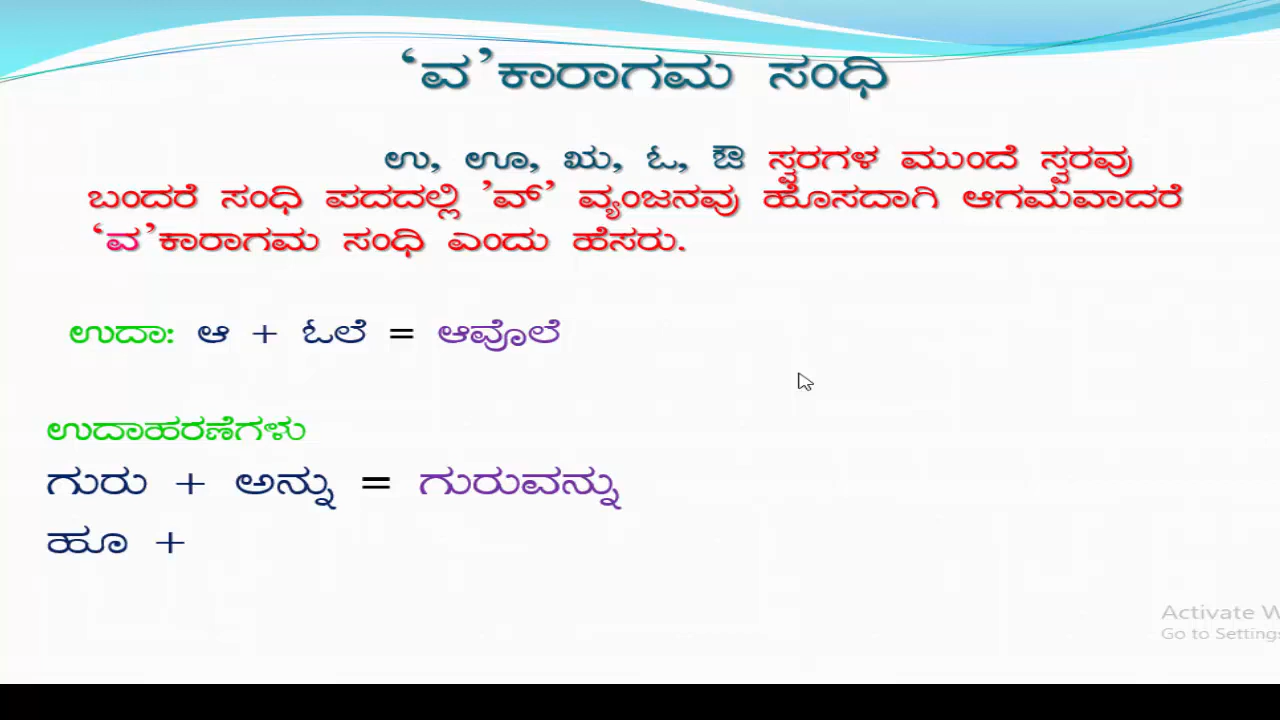 ‘ವ’ಕಾರಾಗಮ ಸಂಧಿ
ಉ, ಊ, ಋ, ಓ, ಔ ಸ್ವರಗಳ ಮುಂದೆ ಸ್ವರವು
ಬಂದರೆ ಸಂಧಿ ಪದದಲ್ಲಿ ’ವ್’ ವ್ಯಂಜನವು ಹೊಸದಾಗಿ ಆಗಮವಾದರೆ
‘ವ’ಕಾರಾಗಮ ಸಂಧಿ ಎಂದು ಹೆಸರು.
ಉದಾ: ಆ + ಓಲೆ = ಆವೊಲೆ
ಉದಾಹರಣೆಗಳು
ಗುರು + ಅನ್ನು = ಗುರುವನ್ನು
ಹೂ +
Activate W
Go to Settings